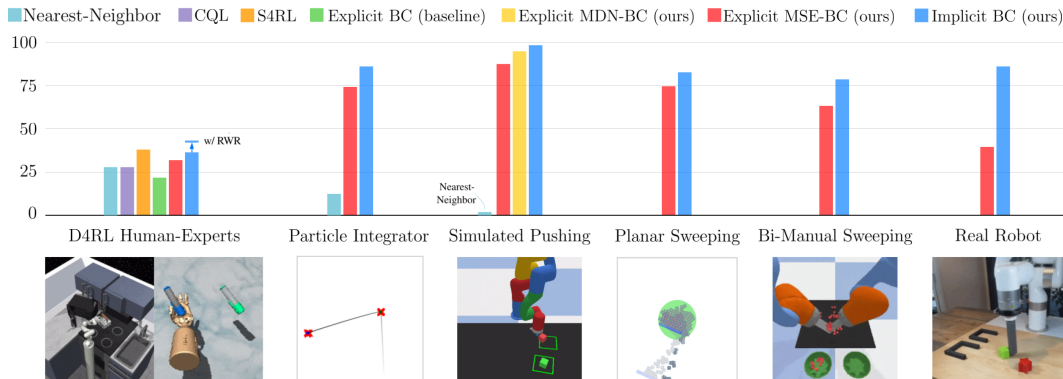 Nearest-Neighbor CQL S4RL Explicit BC (baseline) Explicit MDN-BC (ours) Explicit MSE-BC (ours) Implicit BC (ours)
100
75
50
25
0
w/ RWR
Nearest-
Neighbor
D4RL Human-Experts Particle Integrator Simulated Pushing Planar Sweeping Bi-Manual Sweeping Real Robot